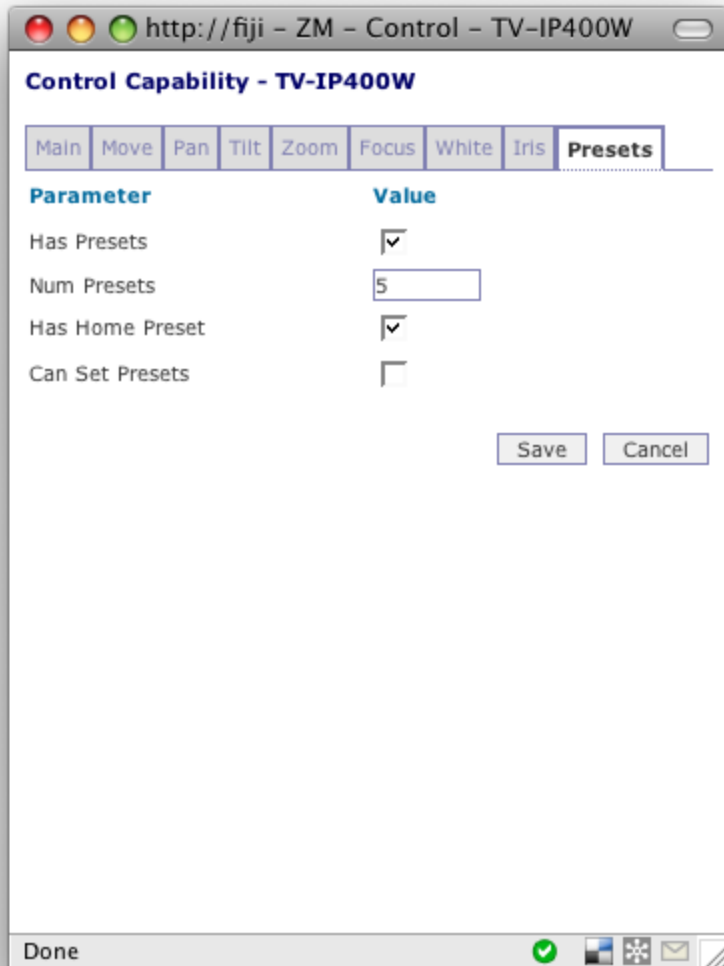 http://fiji – ZM – Control – TV–IP400W
Control Capability - TV-IP400W
Main Move Pan Tilt Zoom Focus White Iris Presets
Parameter Value
Has Presets
Num Presets 5
Has Home Preset
Can Set Presets
Save Cancel
Done